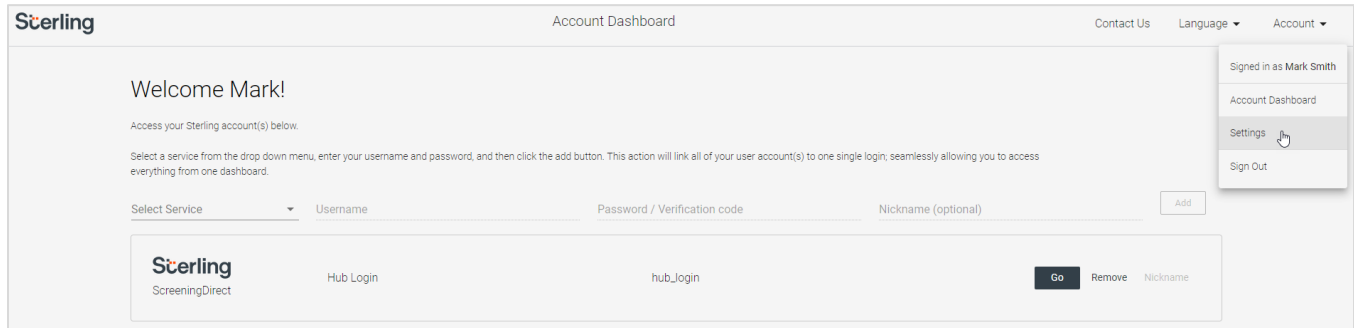 Sterling
Account Dashboard
Contact Us
Language
Account
Signed in as Mark Smith
Account Dashboard
Settings
Sign Out
Welcome Mark!
Access your Sterling account(s) below.
Select a service from the drop down menu, enter your username and password, and then click the add button. This action will link all of your user account(s) to one single login; seamlessly allowing you to access
everything from one dashboard.
Select Service
Username
Password / Verification code
Nickname (optional)
Add
Sterling
ScreeningDirect
Hub Login
hub_login
Go
Remove
Nickname